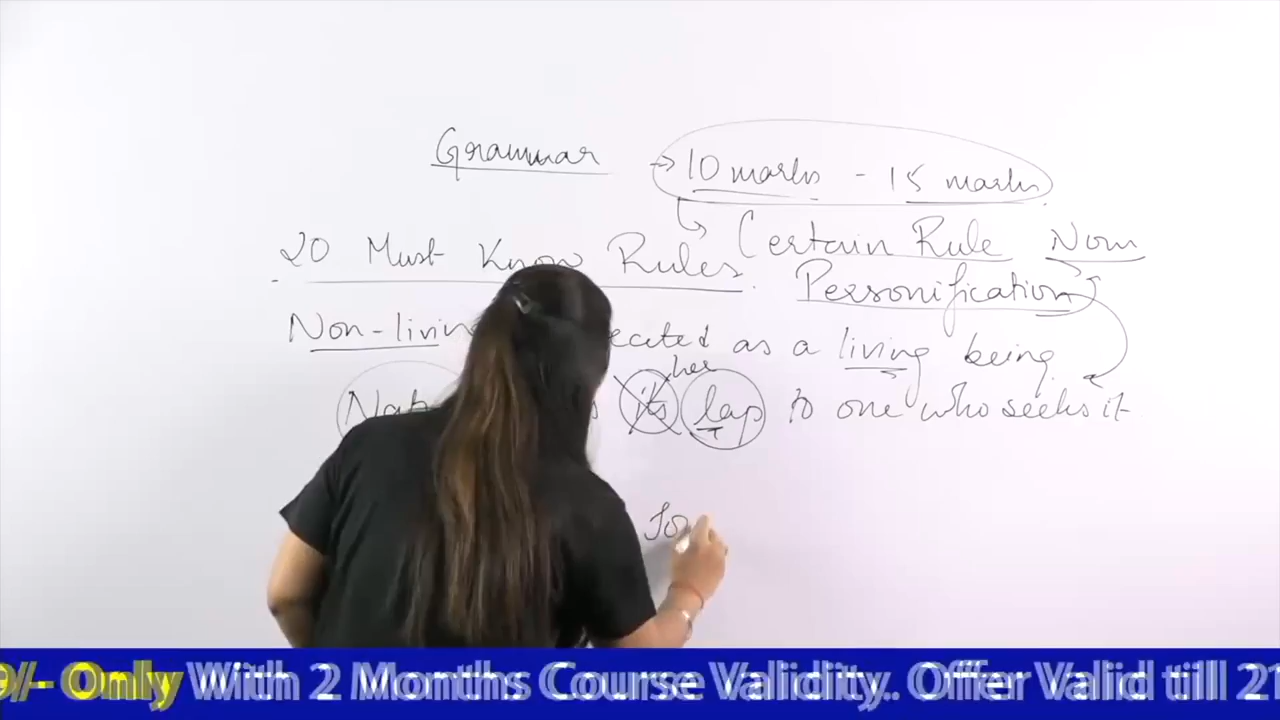 Grammar → 10 marks - 15 marks
20 Must Know Rules. Certain Rule Noun
Personification
Non-living as a living being
her
its lap to one who seeks it
9/- Only With 2 Months Course Validity. Offer Valid till 21